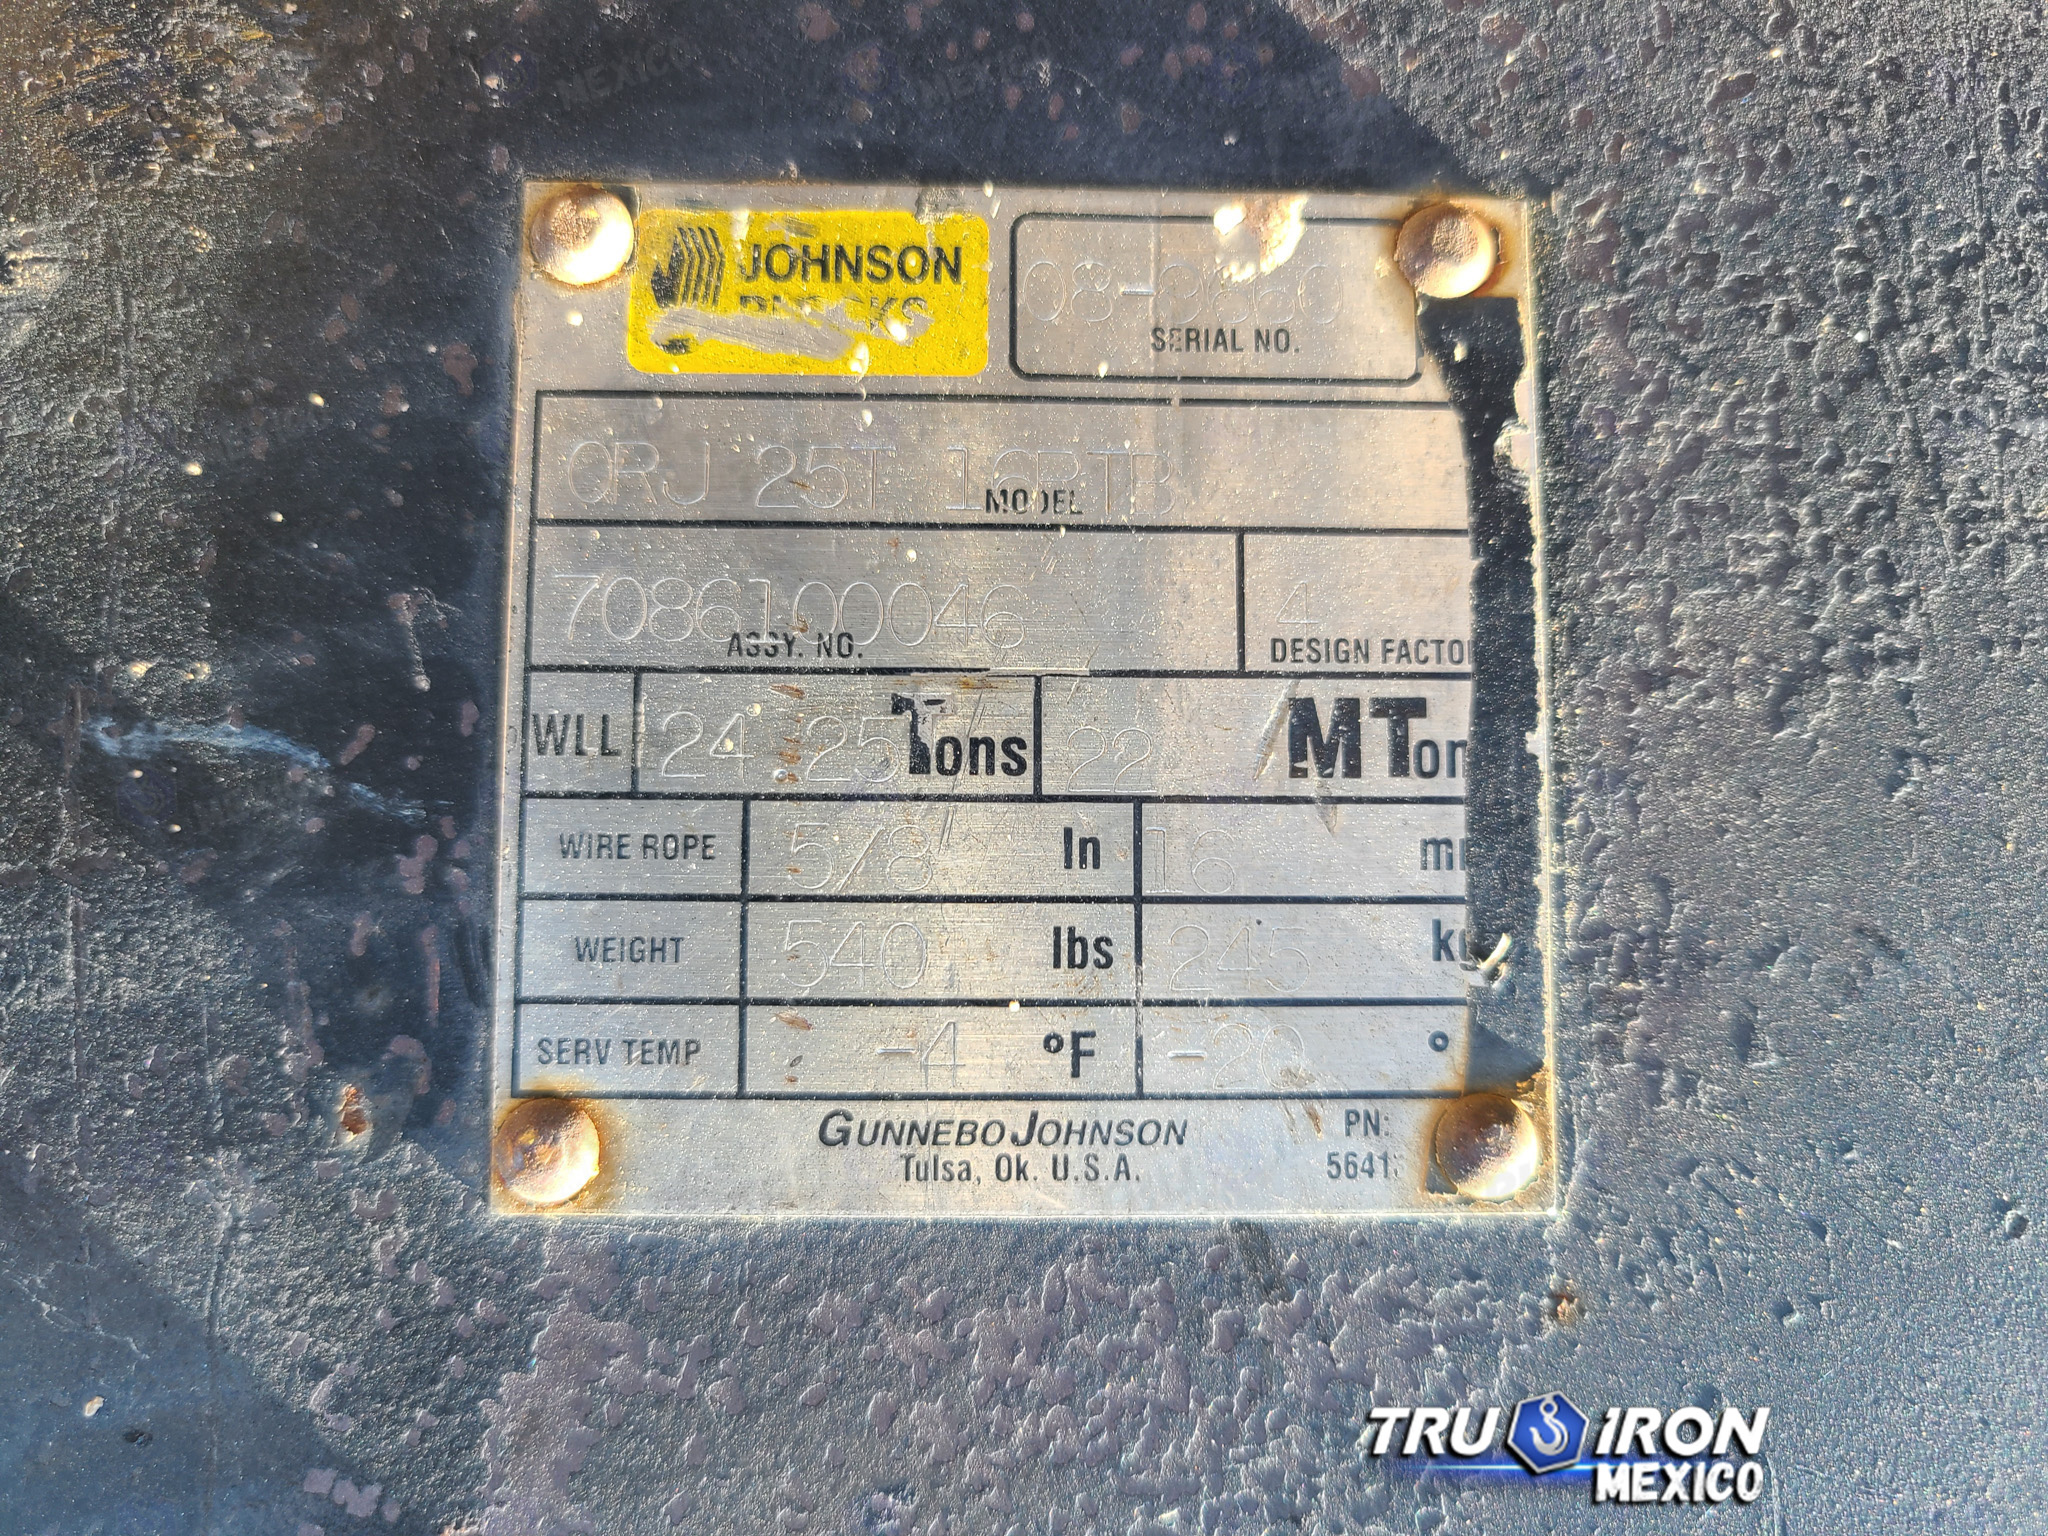 JOHNSON
BLOCKS
SERIAL NO.
25T
MODEL
7086100046
ASSY. NO.
4
DESIGN FACTO
WLL 24.25 Tons 22 MTon
WIRE ROPE 5/8" In 16 m
WEIGHT 540 lbs 245 kg
SERV TEMP -4 °F -20 °
GUNNEBO JOHNSON
Tulsa, Ok. U.S.A.
PN:
5641
TRU IRON
MEXICO